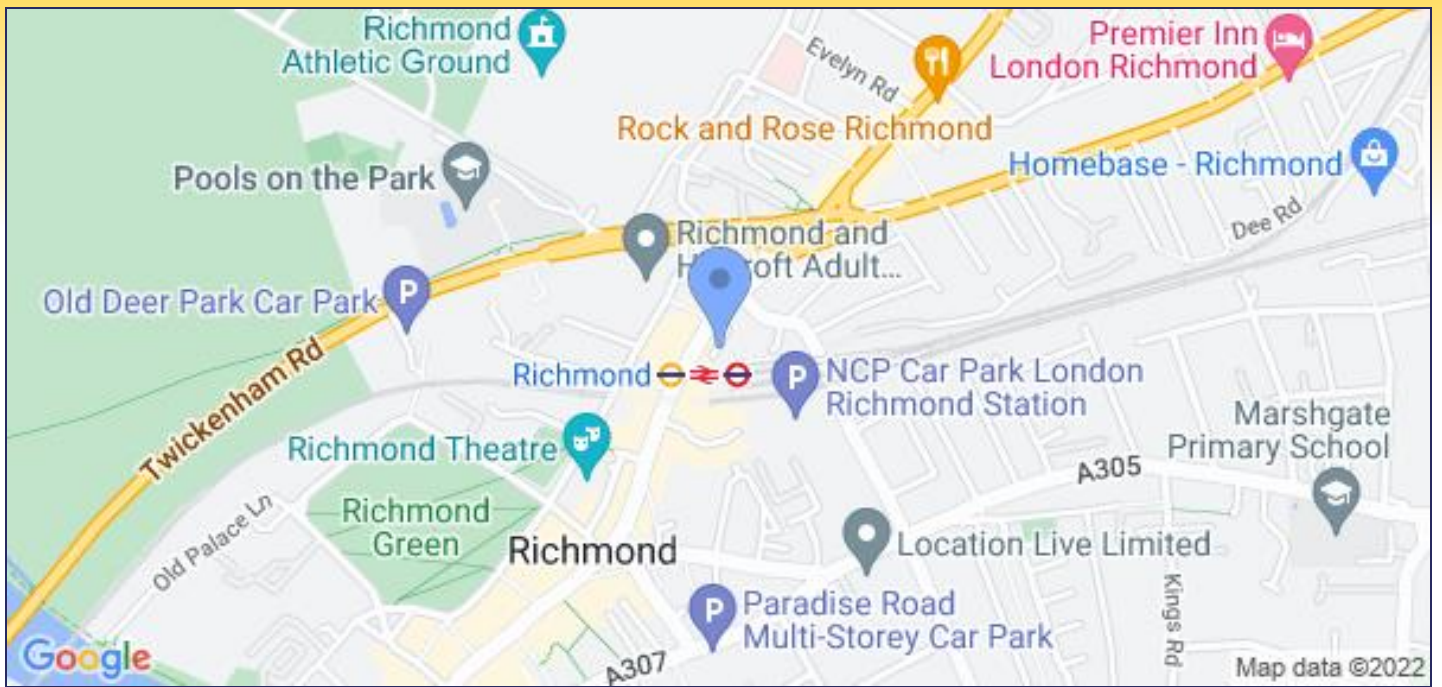 Richmond
Athletic Ground
Evelyn Rd
Premier Inn
London Richmond
Rock and Rose Richmond
Pools on the Park
Homebase - Richmond
Dee Rd
Richmond and
H croft Adult...
Old Deer Park Car Park
P
Twickenham Rd
Richmond
P
NCP Car Park London
Richmond Station
Richmond Theatre
Marshgate
Primary School
A305
Richmond
Green
Old Palace Ln
Richmond
Location Live Limited
P
Paradise Road
Multi-Storey Car Park
Kings Rd
A307
Google
Map data ©2022